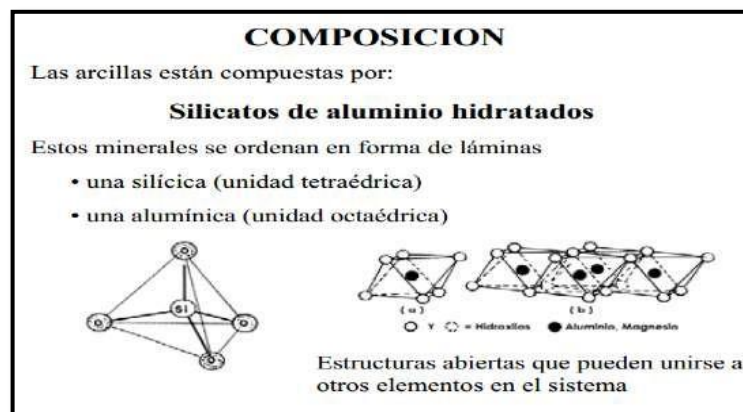 COMPOSICION
Las arcillas están compuestas por:
Silicatos de aluminio hidratados
Estos minerales se ordenan en forma de láminas
• una silícica (unidad tetraédrica)
• una alumínica (unidad octaédrica)
O
Si
O
O
O
(a)
(b)
Y = Hidroxilos Aluminio, Magnesio
Estructuras abiertas que pueden unirse a
otros elementos en el sistema